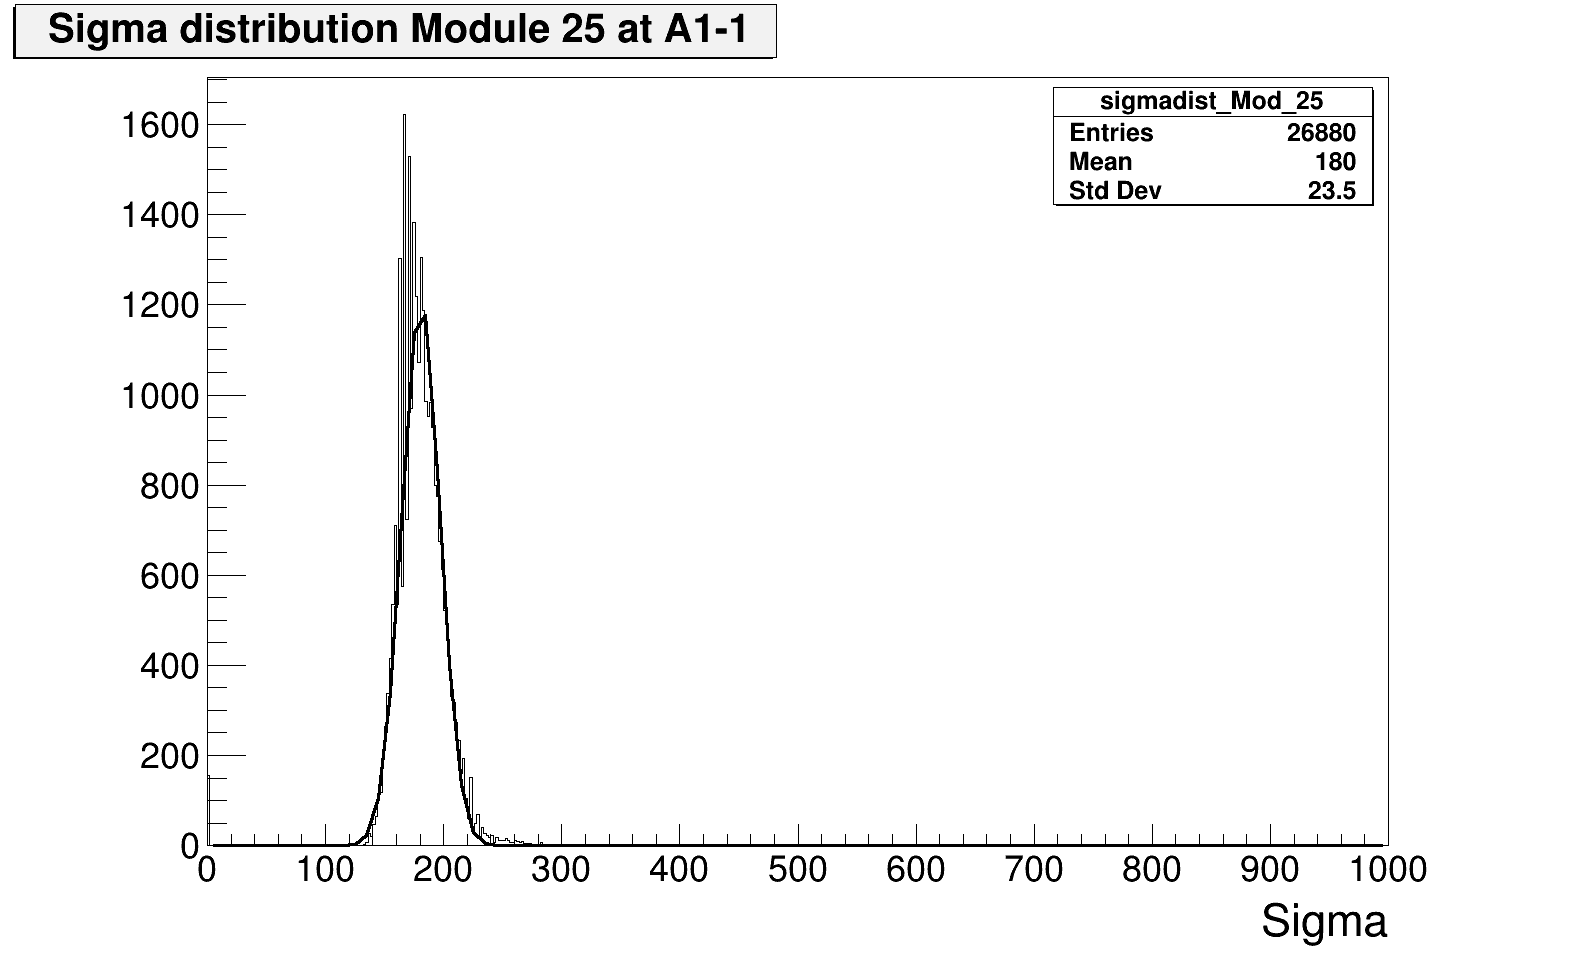 Sigma distribution Module 25 at A1-1
sigmadist_Mod_25
Entries 26880
Mean 180
Std Dev 23.5
1600
1400
1200
1000
800
600
400
200
0
0 100 200 300 400 500 600 700 800 900 1000
Sigma